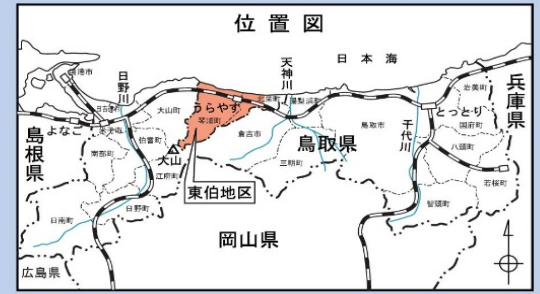 位置図
日本海
天神川
日野川
兵庫県
岩美町
とっとり
国府町
千代川
八頭町
若桜町
智頭町
鳥取市
鳥取県
湯梨浜町
倉吉市
三朝町
うらやす
琴浦町
大山町
大山
伯耆町
江府町
南部町
よなご
島根県
日南町
日野町
東伯地区
岡山県
広島県